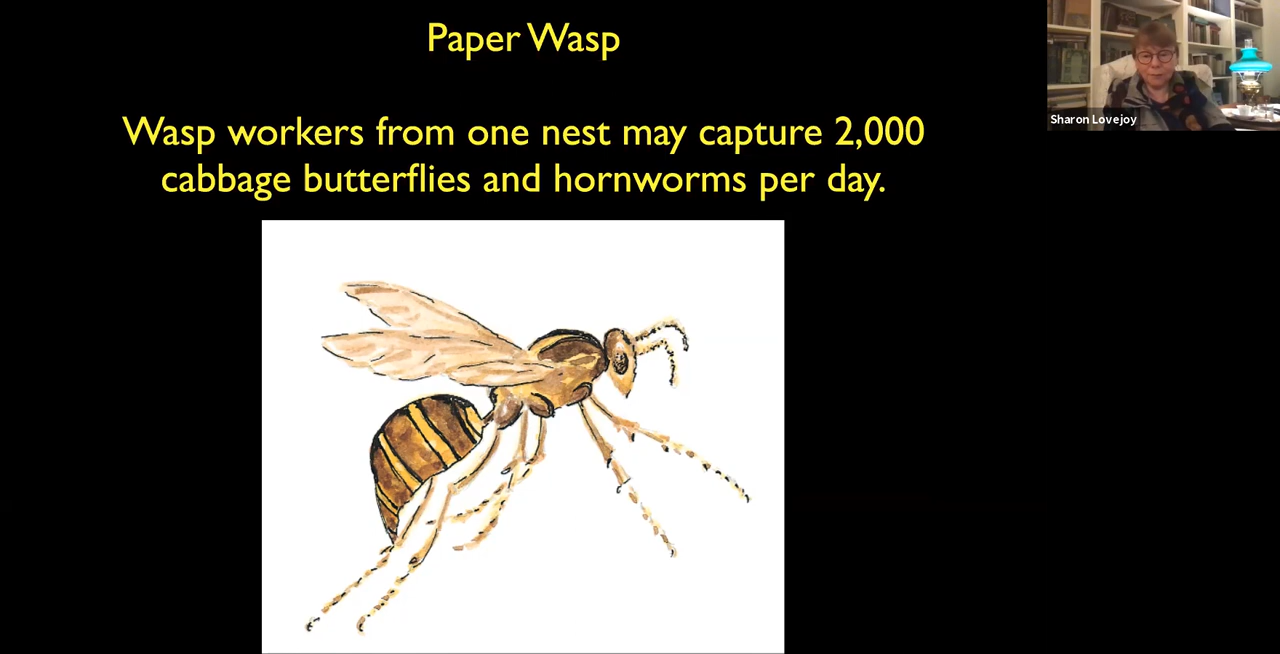 Paper Wasp
Wasp workers from one nest may capture 2,000
cabbage butterflies and hornworms per day.
Sharon Lovejoy